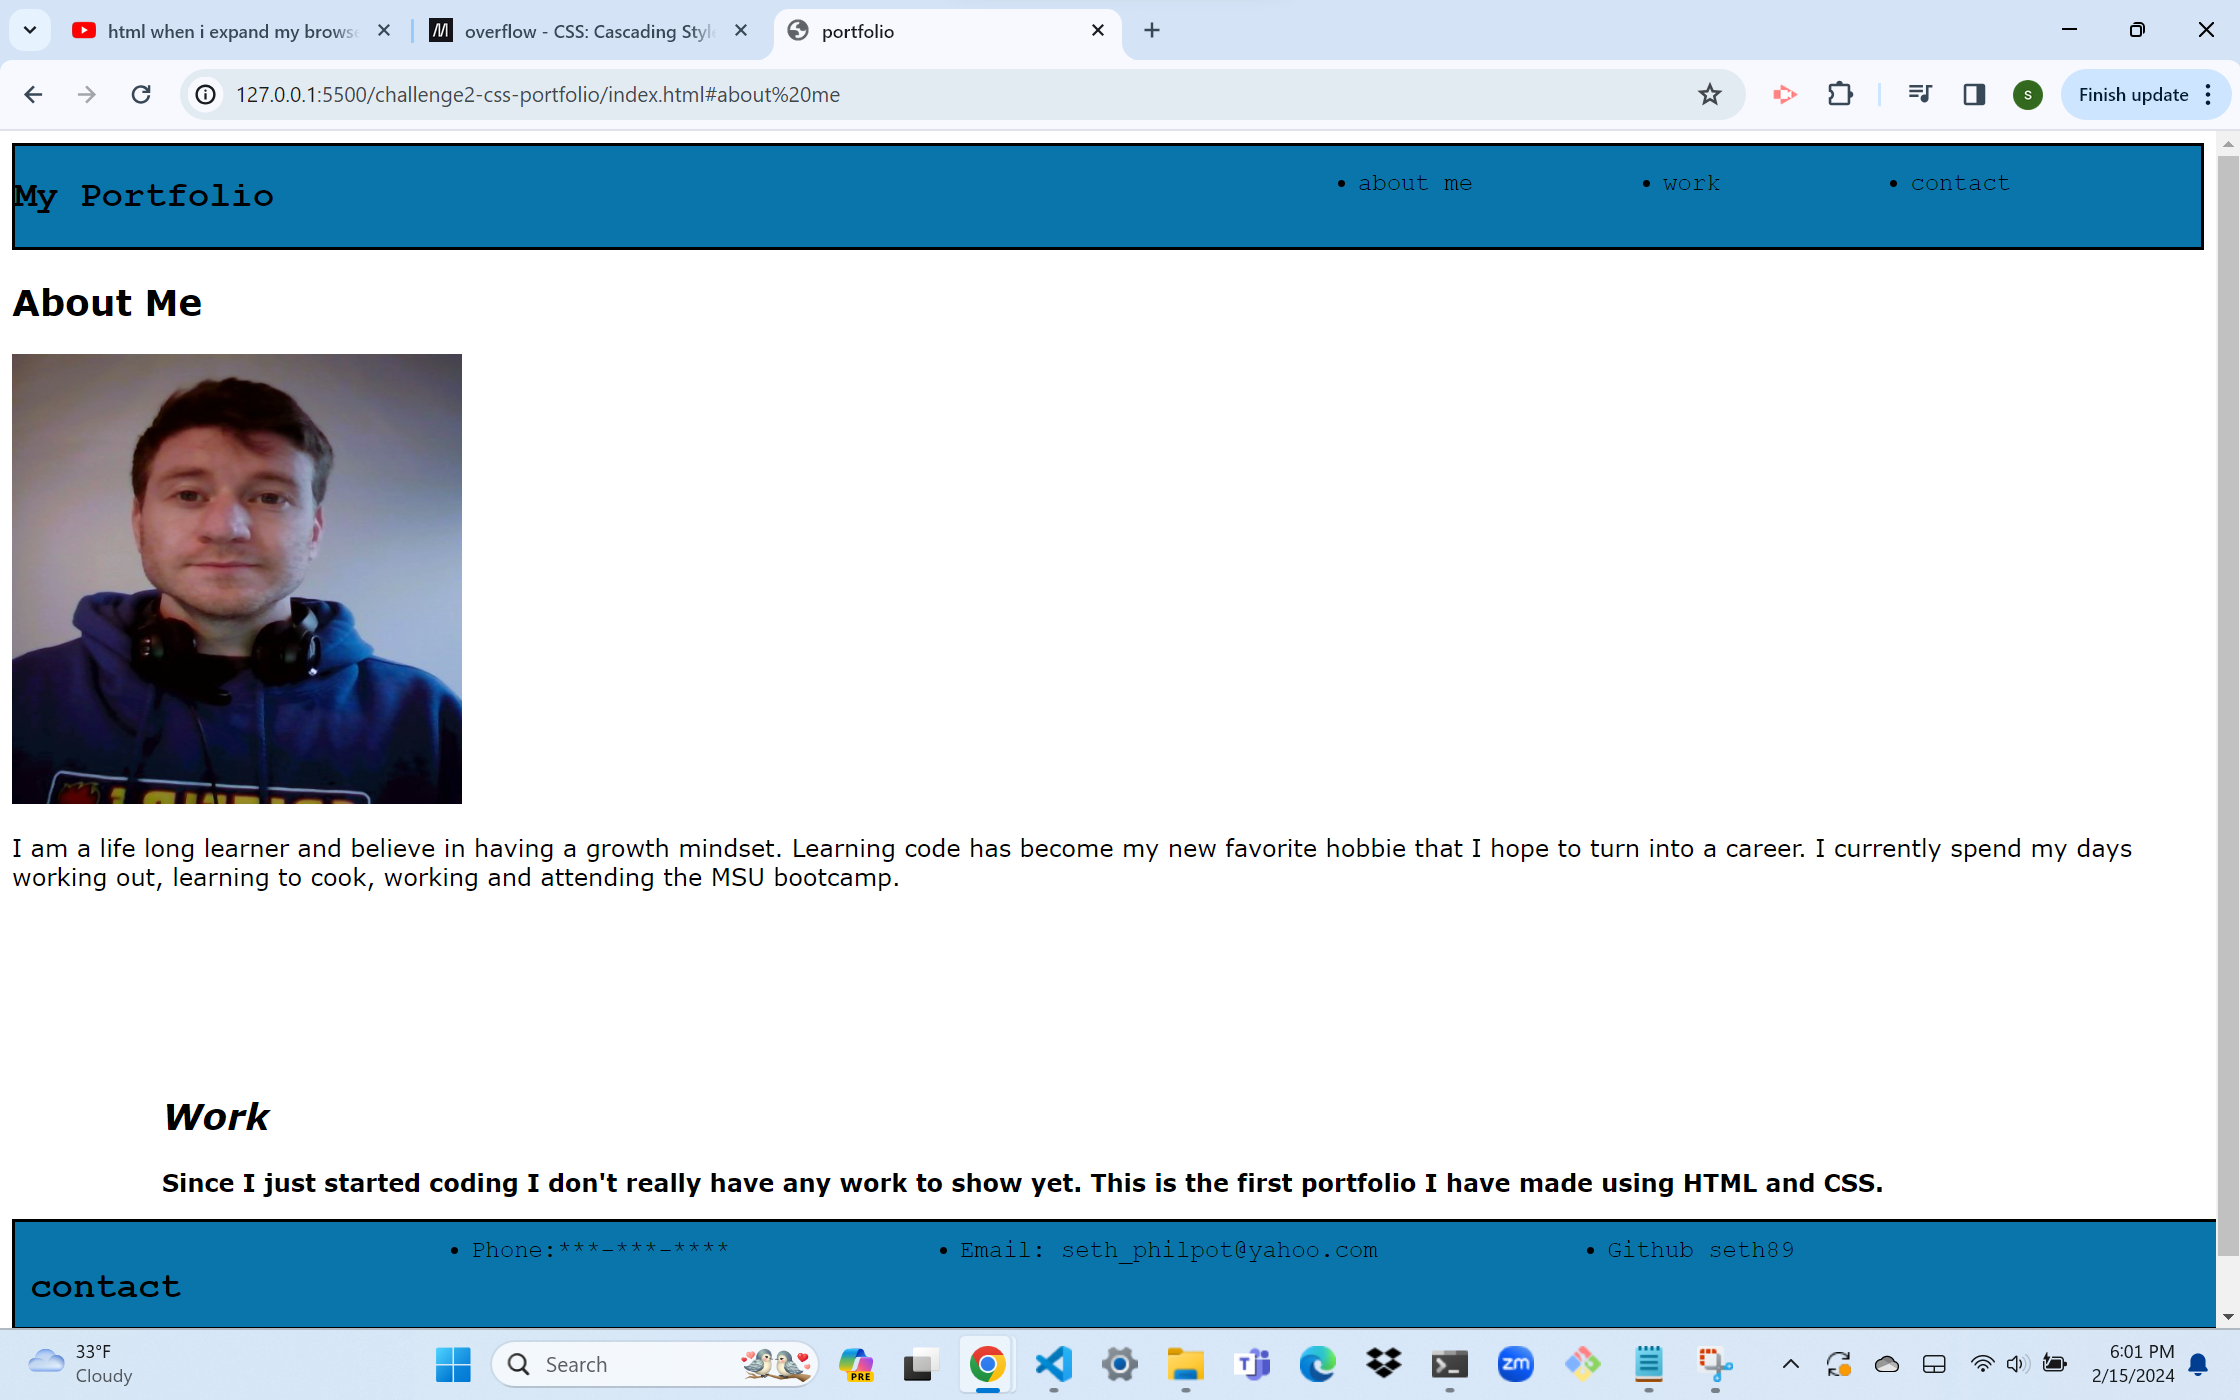 html when i expand my browse
overflow - CSS: Cascading Style
portfolio
127.0.0.1:5500/challenge2-css-portfolio/index.html#about%20me
s
Finish update
My Portfolio
about me
work
contact
About Me
I am a life long learner and believe in having a growth mindset. Learning code has become my new favorite hobbie that I hope to turn into a career. I currently spend my days
working out, learning to cook, working and attending the MSU bootcamp.
Work
Since I just started coding I don't really have any work to show yet. This is the first portfolio I have made using HTML and CSS.
Phone:***-***-****
Email: seth_philpot@yahoo.com
Github seth89
contact
33°F
Cloudy
Search
PRE
zm
6:01 PM
2/15/2024